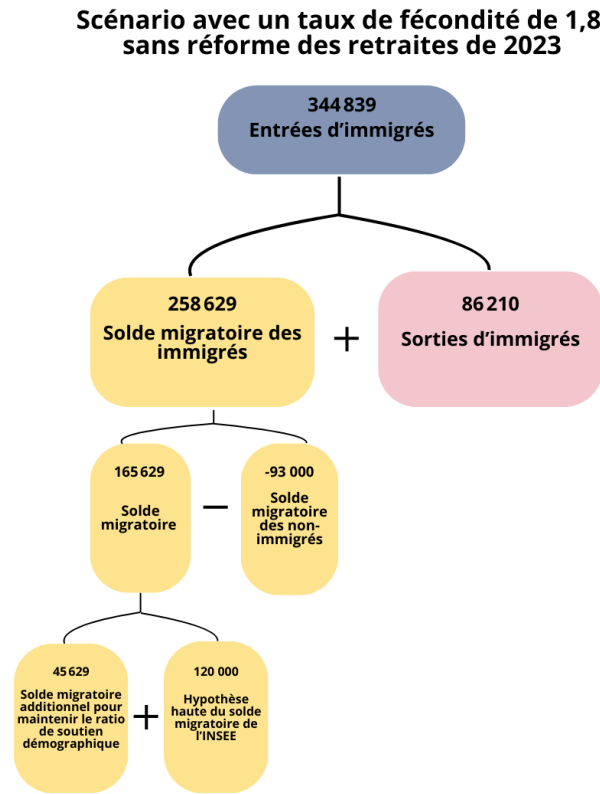 Scénario avec un taux de fécondité de 1,8
sans réforme des retraites de 2023
344 839
Entrées d'immigrés
258 629
Solde migratoire des
immigrés
+
86 210
Sorties d'immigrés
165 629
Solde
migratoire
−
-93 000
Solde
migratoire
des non-
immigrés
45 629
Solde migratoire
additionnel pour
maintenir le ratio
de soutien
démographique
+
120 000
Hypothèse
haute du solde
migratoire de
l'INSEE